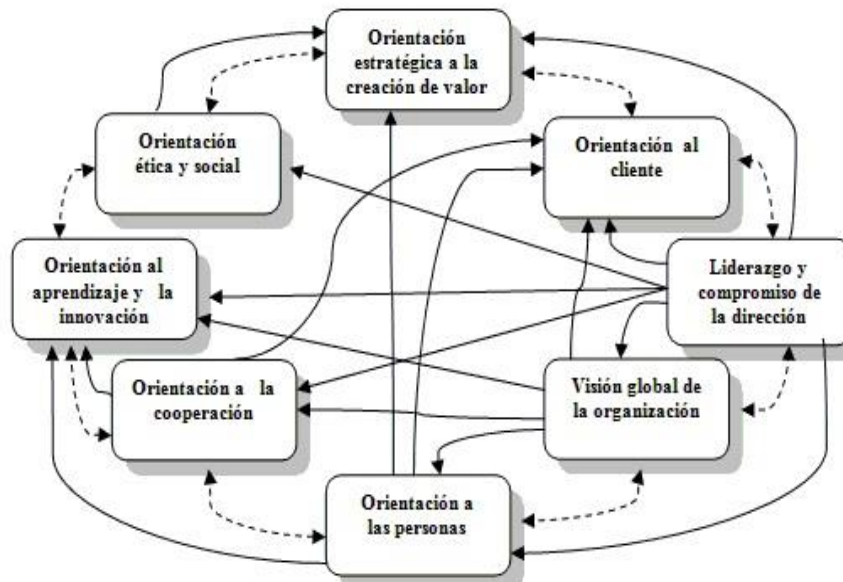 Orientación
estratégica a la
creación de valor
Orientación
ética y social
Orientación al
cliente
Orientación al
aprendizaje y la
innovación
Liderazgo y
compromiso de
la dirección
Orientación a la
cooperación
Visión global de
la organización
Orientación a
las personas